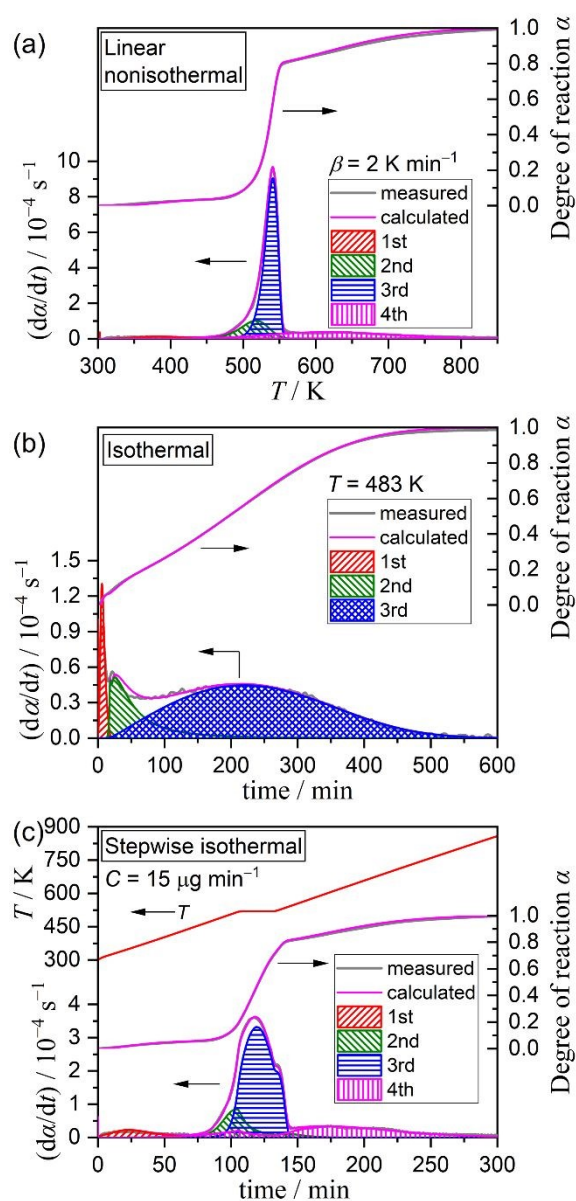 (a)
Linear
nonisothermal
β = 2 K min⁻¹
measured
calculated
1st
2nd
3rd
4th
10
8
6
4
2
0
(dα/dt) / 10⁻⁴ s⁻¹
1.0
0.8
0.6
0.4
0.2
0.0
Degree of reaction α
300 400 500 600 700 800
T / K
(b)
Isothermal
T = 483 K
measured
calculated
1st
2nd
3rd
1.5
1.2
0.9
0.6
0.3
0.0
(dα/dt) / 10⁻⁴ s⁻¹
1.0
0.8
0.6
0.4
0.2
0.0
Degree of reaction α
0 100 200 300 400 500 600
time / min
(c)
Stepwise isothermal
C = 15 µg min⁻¹
T
900
750
600
450
300
T / K
measured
calculated
1st
2nd
3rd
4th
4
3
2
1
0
(dα/dt) / 10⁻⁴ s⁻¹
1.0
0.8
0.6
0.4
0.2
0.0
Degree of reaction α
0 50 100 150 200 250 300
time / min